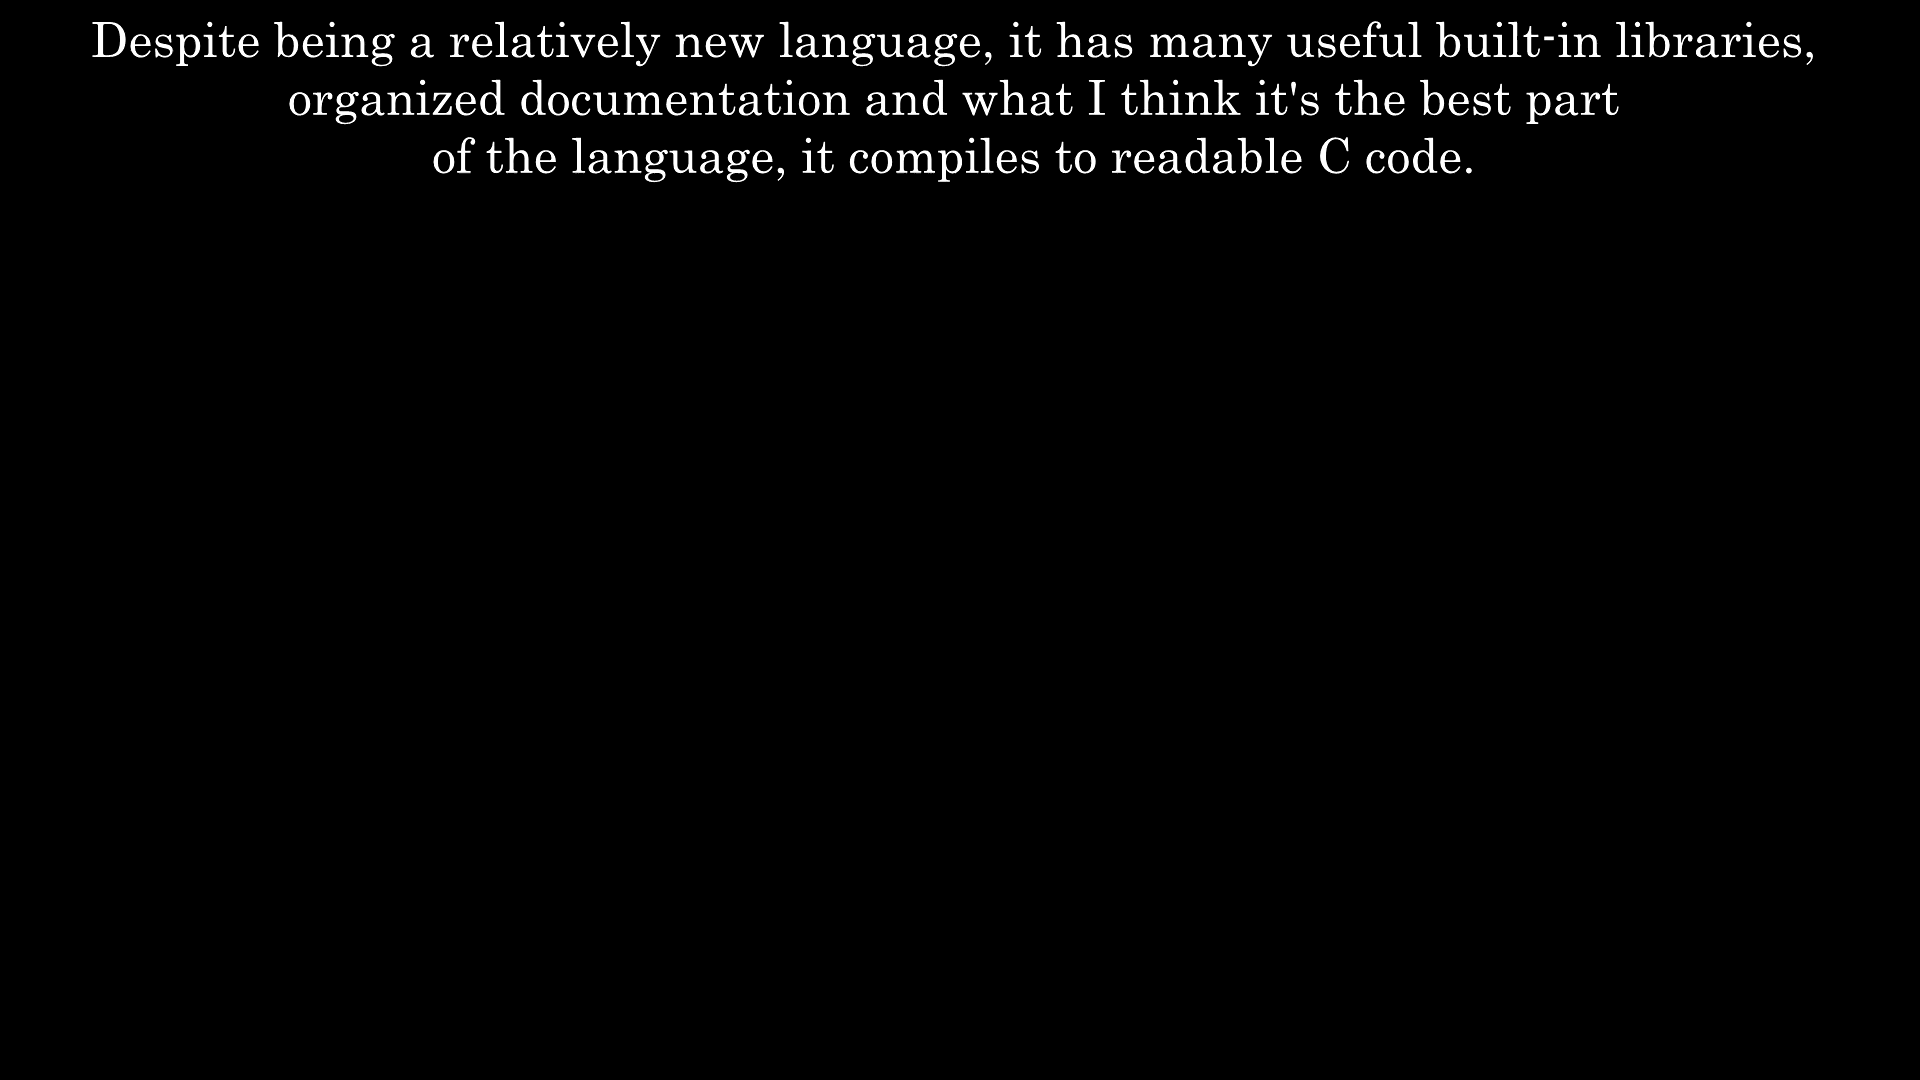 Despite being a relatively new language, it has many useful built-in libraries,
organized documentation and what I think it's the best part
of the language, it compiles to readable C code.